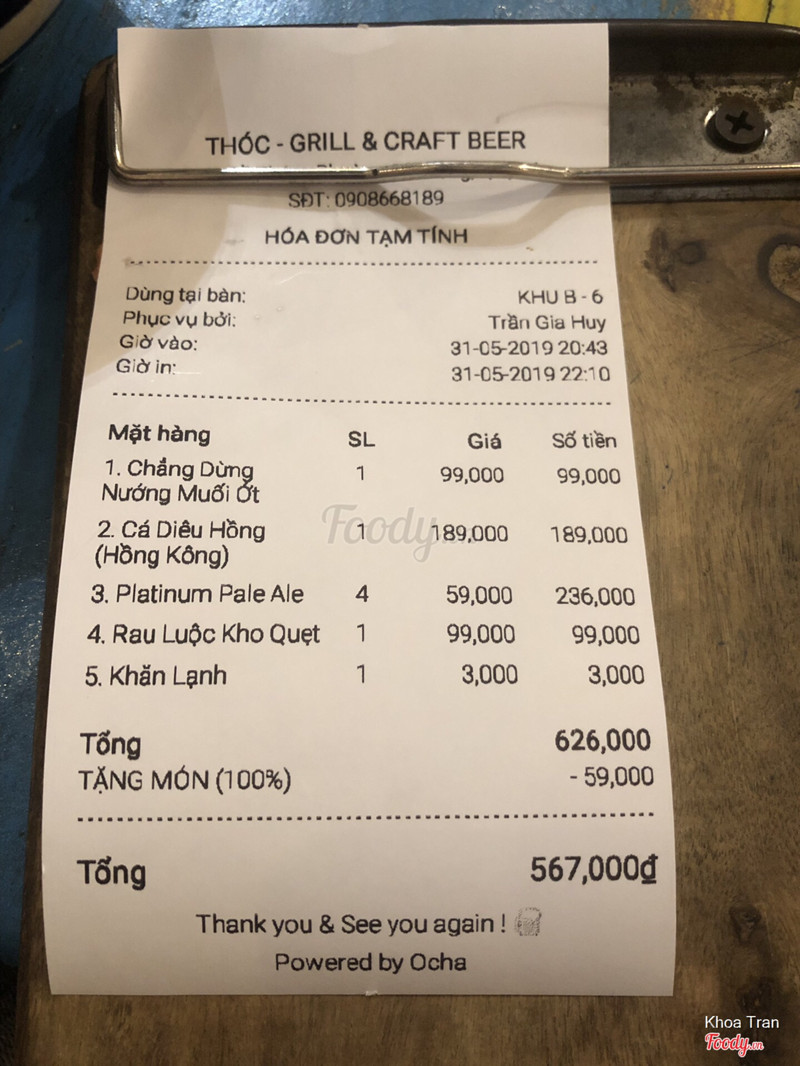 THÓC - GRILL & CRAFT BEER
SĐT: 0908668189
HÓA ĐƠN TẠM TÍNH
Dùng tại bàn: KHU B - 6
Phục vụ bởi: Trần Gia Huy
Giờ vào: 31-05-2019 20:43
Giờ in: 31-05-2019 22:10
Mặt hàng SL Giá Số tiền
1. Chẳng Dừng 1 99,000 99,000
Nướng Muối Ớt
2. Cá Diêu Hồng 1 189,000 189,000
(Hồng Kông)
3. Platinum Pale Ale 4 59,000 236,000
4. Rau Luộc Kho Quẹt 1 99,000 99,000
5. Khăn Lạnh 1 3,000 3,000
Tổng 626,000
TẶNG MÓN (100%) - 59,000
Tổng 567,000₫
Thank you & See you again !
Powered by Ocha
Foody.vn
Khoa Tran
Foody.vn